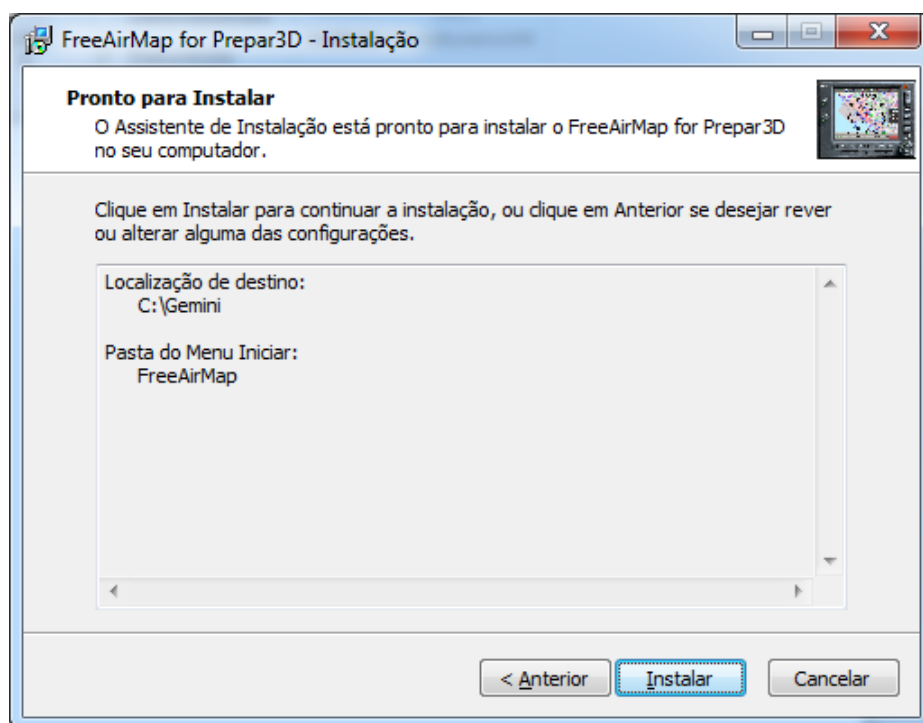 FreeAirMap for Prepar3D - Instalação
Pronto para Instalar
O Assistente de Instalação está pronto para instalar o FreeAirMap for Prepar3D
no seu computador.
Clique em Instalar para continuar a instalação, ou clique em Anterior se desejar rever
ou alterar alguma das configurações.
Localização de destino:
C:\Gemini
Pasta do Menu Iniciar:
FreeAirMap
< Anterior
Instalar
Cancelar